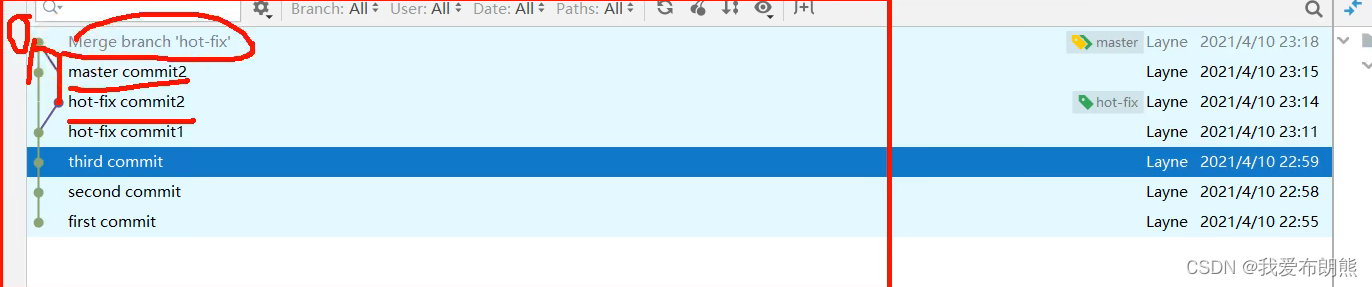 Branch: All User: All Date: All Paths: All
Merge branch 'hot-fix' master Layne 2021/4/10 23:18
master commit2 Layne 2021/4/10 23:15
hot-fix commit2 hot-fix Layne 2021/4/10 23:14
hot-fix commit1 Layne 2021/4/10 23:11
third commit Layne 2021/4/10 22:59
second commit Layne 2021/4/10 22:58
first commit Layne 2021/4/10 22:55
CSDN @我爱布朗熊